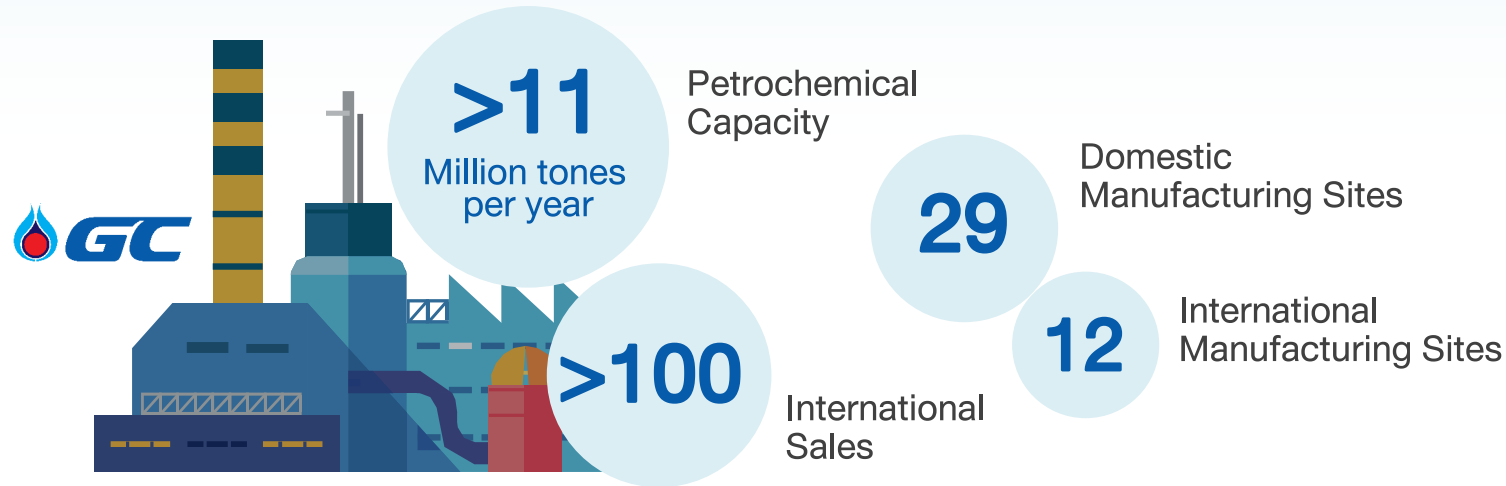 GC
>11
Million tones
per year
Petrochemical
Capacity
>100
International
Sales
29
Domestic
Manufacturing Sites
12
International
Manufacturing Sites